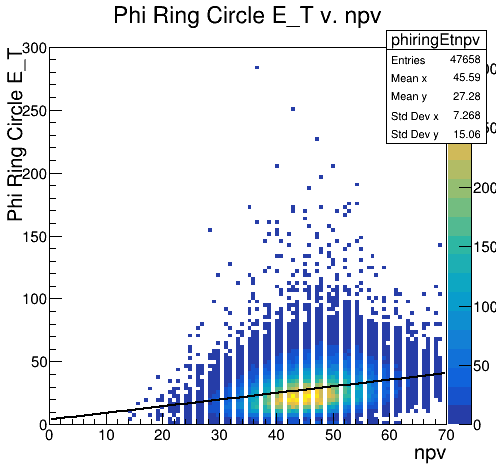 Phi Ring Circle E_T v. npv
phiringEtnpv
Entries 47658
Mean x 45.59
Mean y 27.28
Std Dev x 7.268
Std Dev y 15.06
Phi Ring Circle E_T
300
250
200
150
100
50
0
0 10 20 30 40 50 60 70
npv
200
150
100
50
0